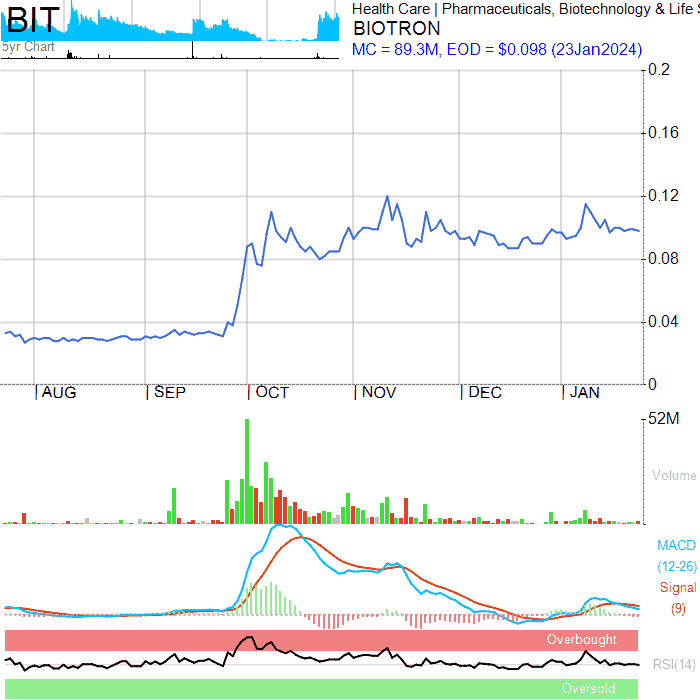 BIT
5yr Chart
Health Care | Pharmaceuticals, Biotechnology & Life S
BIOTRON
MC = 89.3M, EOD = $0.098 (23Jan2024)
0.2
0.16
0.12
0.08
0.04
0
AUG
SEP
OCT
NOV
DEC
JAN
52M
Volume
MACD
(12-26)
Signal
(9)
Overbought
RSI(14)
Oversold